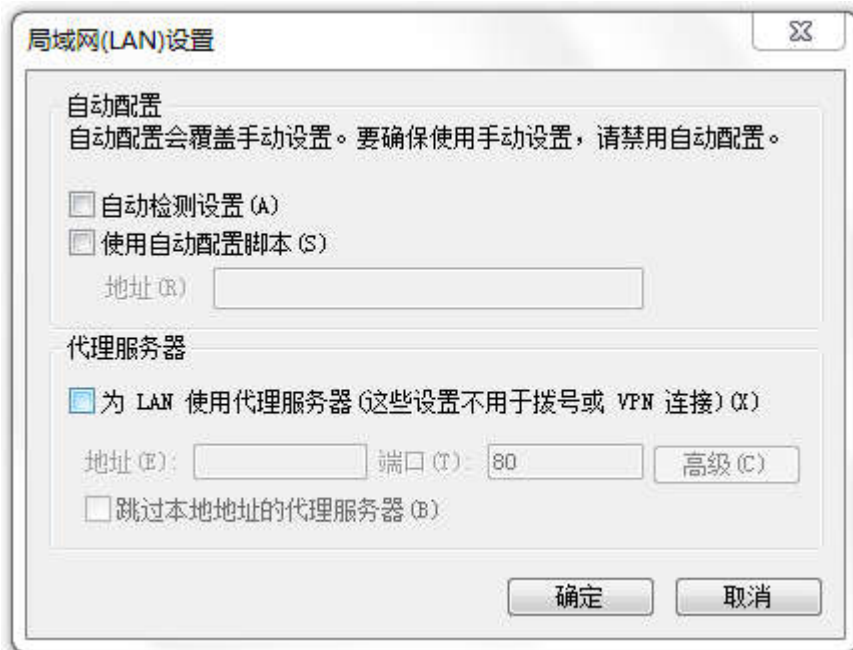 局域网(LAN)设置
自动配置
自动配置会覆盖手动设置。要确保使用手动设置，请禁用自动配置。
自动检测设置(A)
使用自动配置脚本(S)
地址(R)
代理服务器
为 LAN 使用代理服务器(这些设置不用于拨号或 VPN 连接)(X)
地址(E): 端口(T): 80 高级(C)
跳过本地地址的代理服务器(B)
确定 取消